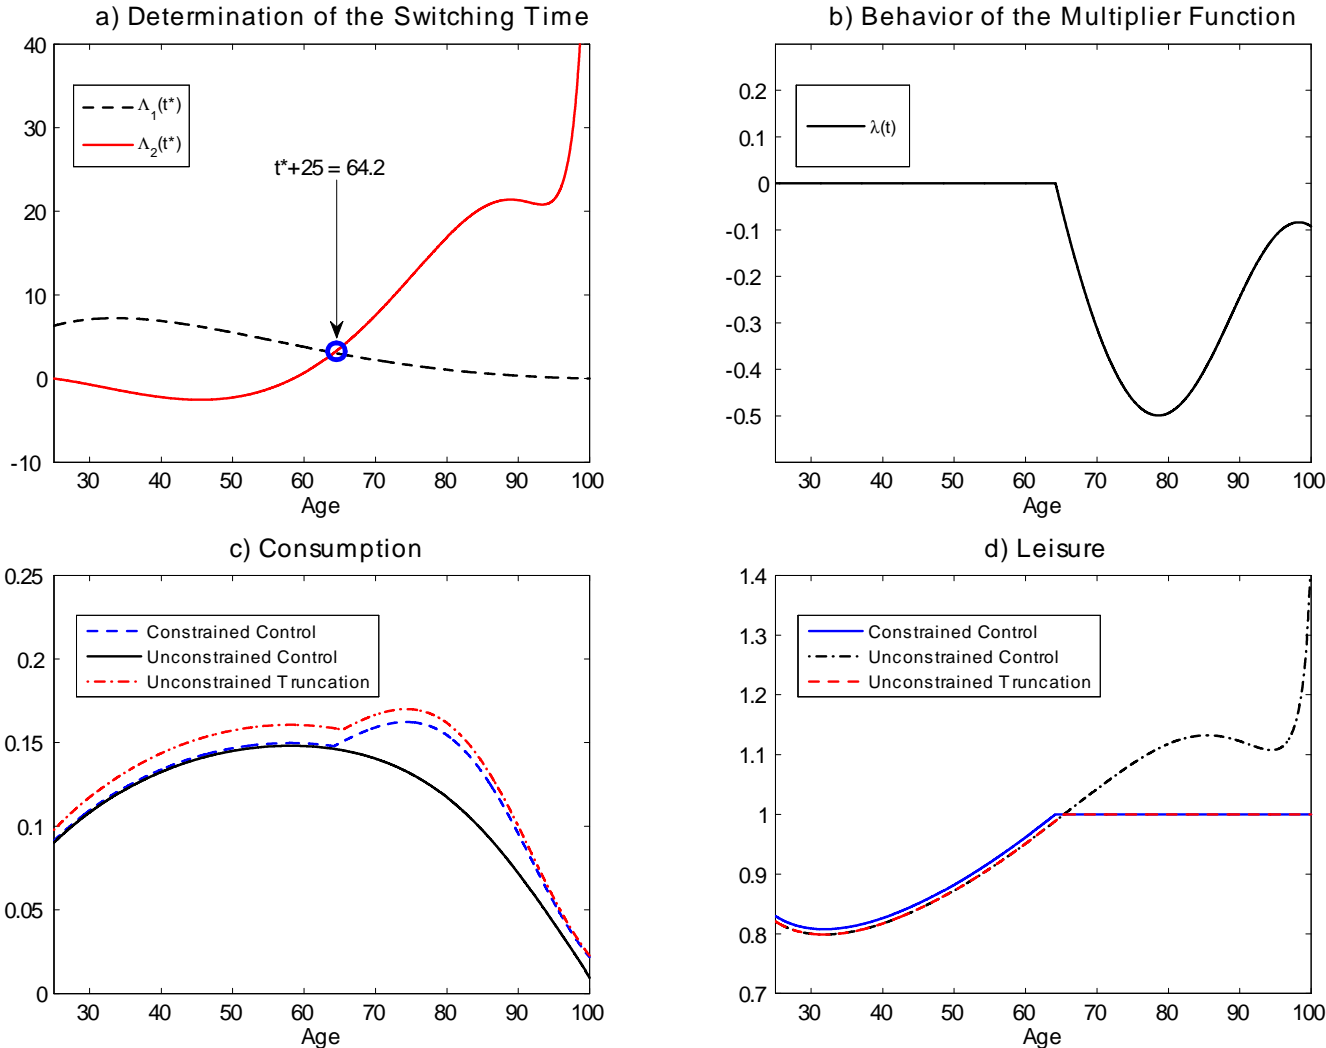 a) Determination of the Switching Time
40
30
20
10
0
-10
30 40 50 60 70 80 90 100
Age
Λ1(t*)
Λ2(t*)
t*+25 = 64.2
b) Behavior of the Multiplier Function
0.2
0.1
0
-0.1
-0.2
-0.3
-0.4
-0.5
30 40 50 60 70 80 90 100
Age
λ(t)
c) Consumption
0.25
0.2
0.15
0.1
0.05
0
30 40 50 60 70 80 90 100
Age
Constrained Control
Unconstrained Control
Unconstrained Truncation
d) Leisure
1.4
1.3
1.2
1.1
1
0.9
0.8
0.7
30 40 50 60 70 80 90 100
Age
Constrained Control
Unconstrained Control
Unconstrained Truncation